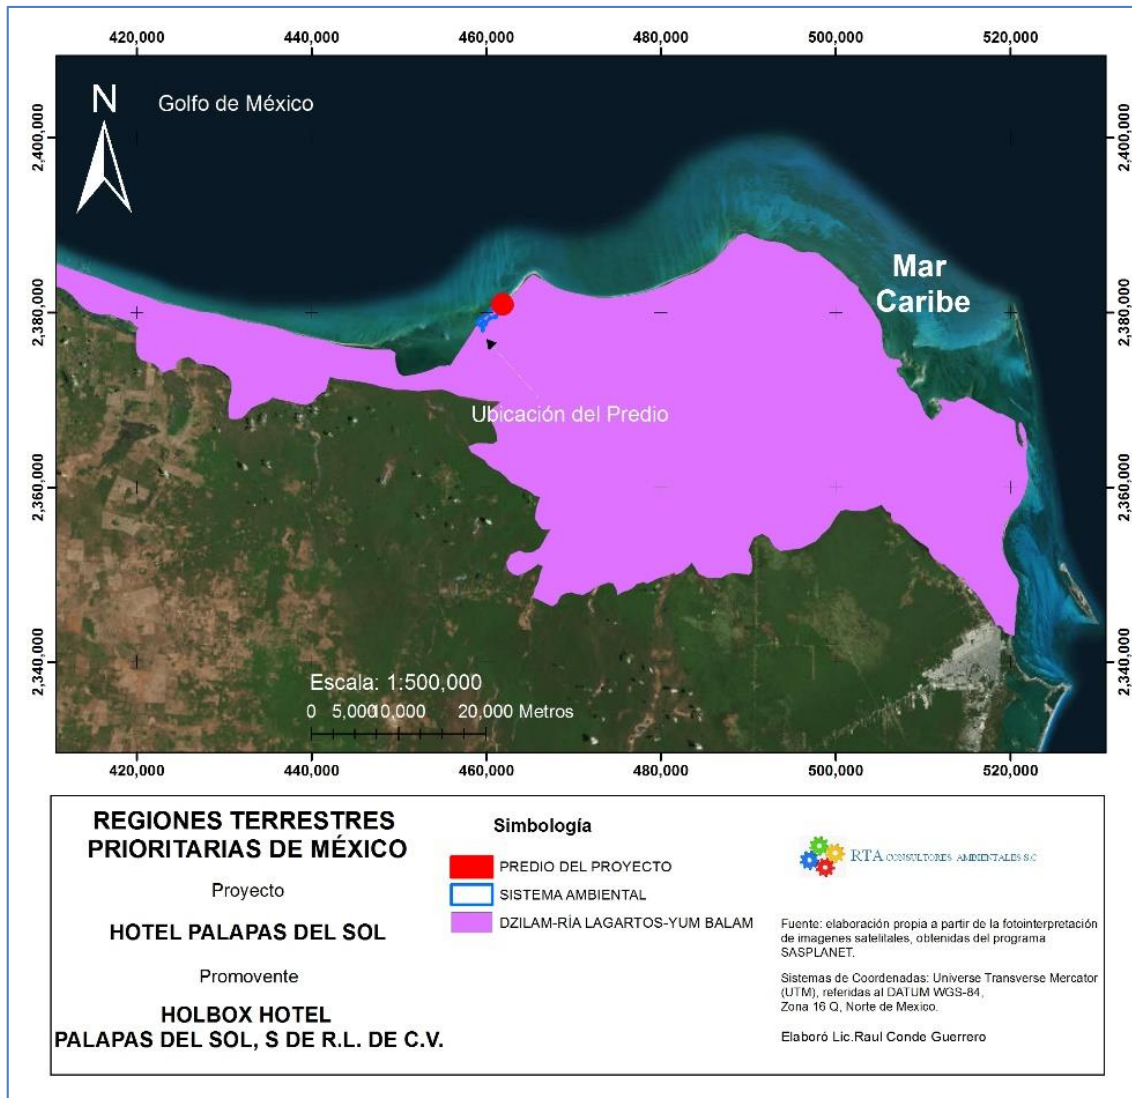 420,000 440,000 460,000 480,000 500,000 520,000
N
Golfo de México
2,400,000 2,400,000
Mar
Caribe
2,380,000 2,380,000
Ubicación del Predio
2,360,000 2,360,000
2,340,000 2,340,000
Escala: 1:500,000
0 5,000 10,000 20,000 Metros
420,000 440,000 460,000 480,000 500,000 520,000
REGIONES TERRESTRES
PRIORITARIAS DE MÉXICO
Proyecto
HOTEL PALAPAS DEL SOL
Promovente
HOLBOX HOTEL
PALAPAS DEL SOL, S DE R.L. DE C.V.
Simbología
PREDIO DEL PROYECTO
SISTEMA AMBIENTAL
DZILAM-RÍA LAGARTOS-YUM BALAM
RTA CONSULTORES AMBIENTALES S.C
Fuente: elaboración propia a partir de la fotointerpretación
de imagenes satelitales, obtenidas del programa
SASPLANET.
Sistemas de Coordenadas: Universe Transverse Mercator
(UTM), referidas al DATUM WGS-84,
Zona 16 Q, Norte de Mexico.
Elaboró Lic.Raul Conde Guerrero